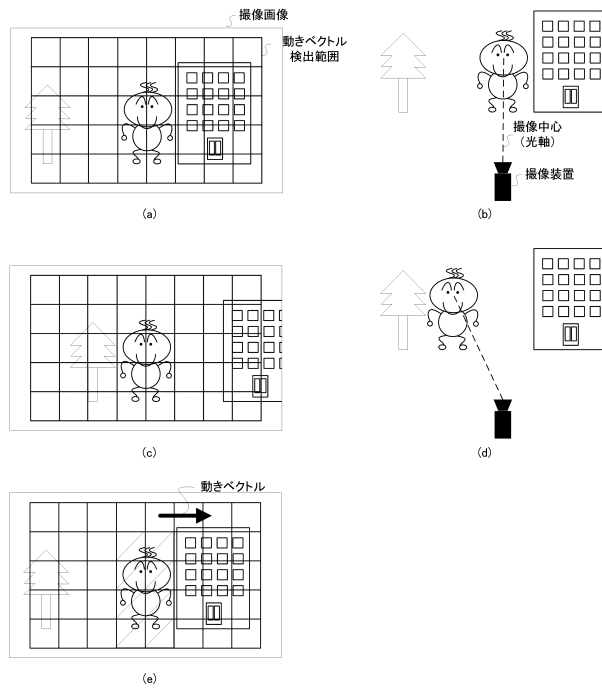 撮像画像
動きベクトル
検出範囲
撮像中心
(光軸)
撮像装置
(a)
(b)
(c)
(d)
動きベクトル
(e)